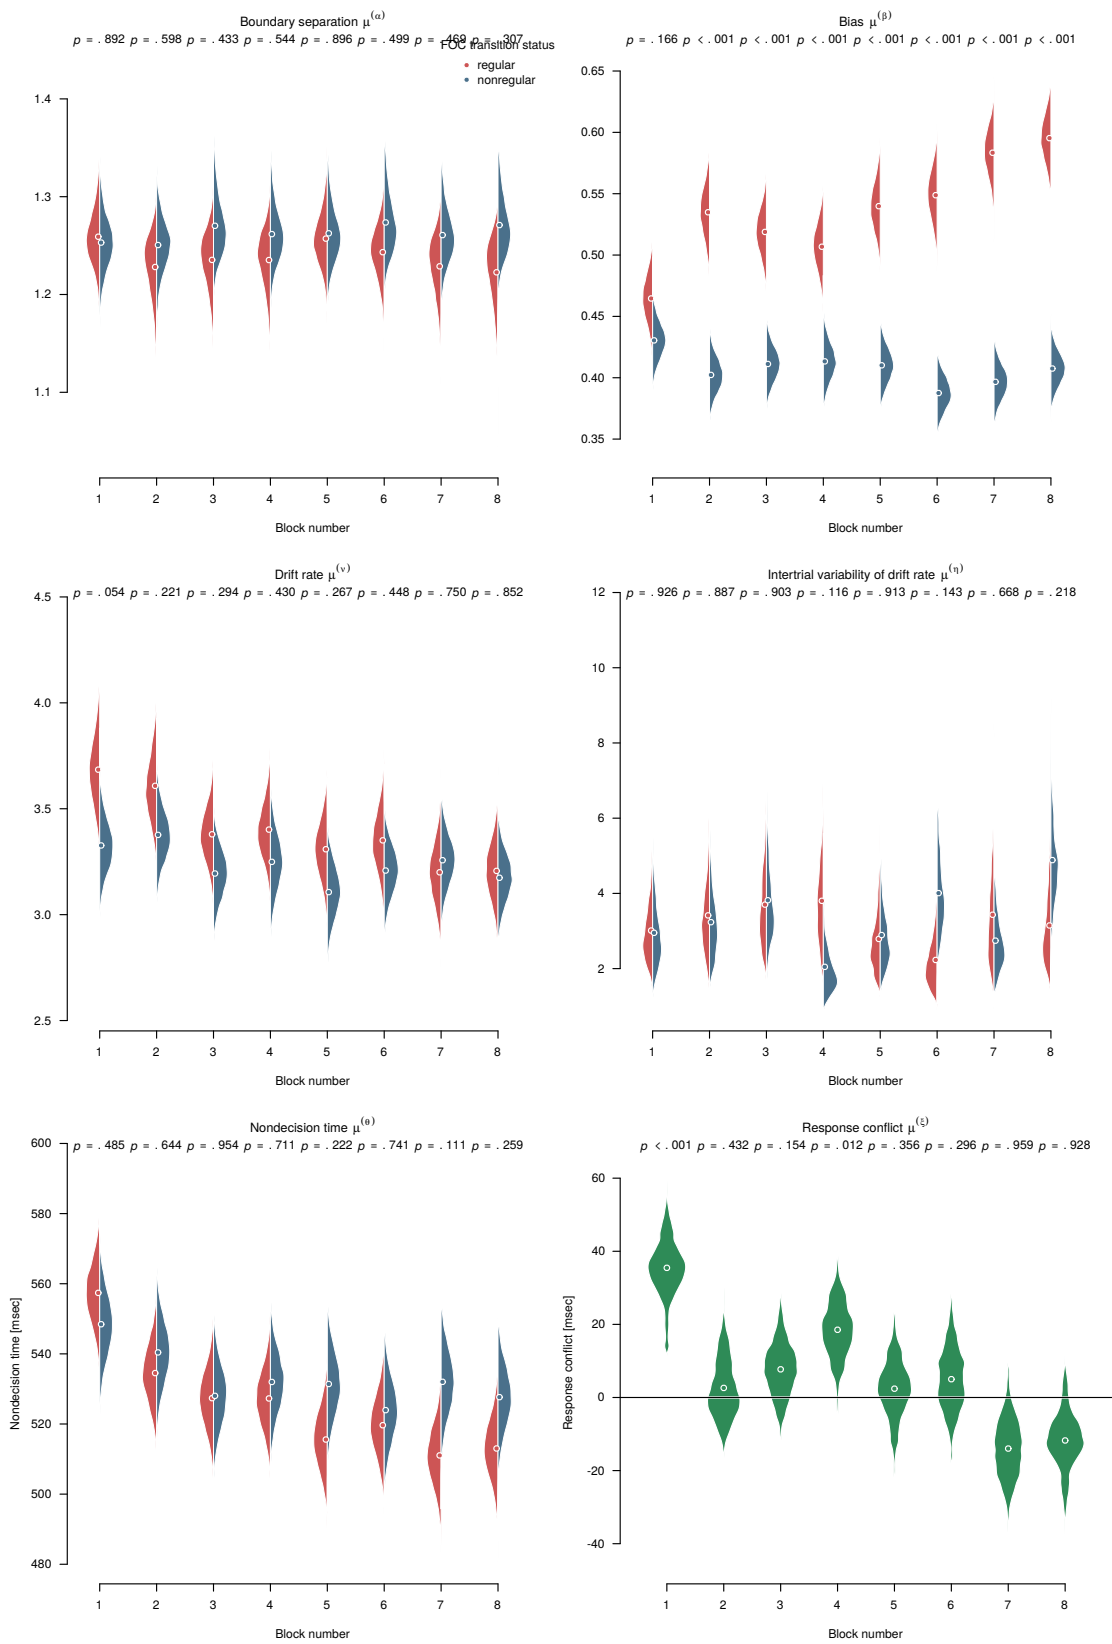 Boundary separation μ(α)
p = .892 p = .598 p = .433 p = .544 p = .896 p = .499 p = .469 p = .307
FOC transition status
regular
nonregular
1.4
1.3
1.2
1.1
1 2 3 4 5 6 7 8
Block number
Bias μ(β)
p = .166 p < .001 p < .001 p < .001 p < .001 p < .001 p < .001 p < .001
0.65
0.60
0.55
0.50
0.45
0.40
0.35
1 2 3 4 5 6 7 8
Block number
Drift rate μ(ν)
p = .054 p = .221 p = .294 p = .430 p = .267 p = .448 p = .750 p = .852
4.5
4.0
3.5
3.0
2.5
1 2 3 4 5 6 7 8
Block number
Intertrial variability of drift rate μ(η)
p = .926 p = .887 p = .903 p = .116 p = .913 p = .143 p = .668 p = .218
12
10
8
6
4
2
1 2 3 4 5 6 7 8
Block number
Nondecision time μ(θ)
p = .485 p = .644 p = .954 p = .711 p = .222 p = .741 p = .111 p = .259
Nondecision time [msec]
600
580
560
540
520
500
480
1 2 3 4 5 6 7 8
Block number
Response conflict μ(ξ)
p < .001 p = .432 p = .154 p = .012 p = .356 p = .296 p = .959 p = .928
Response conflict [msec]
60
40
20
0
-20
-40
1 2 3 4 5 6 7 8
Block number